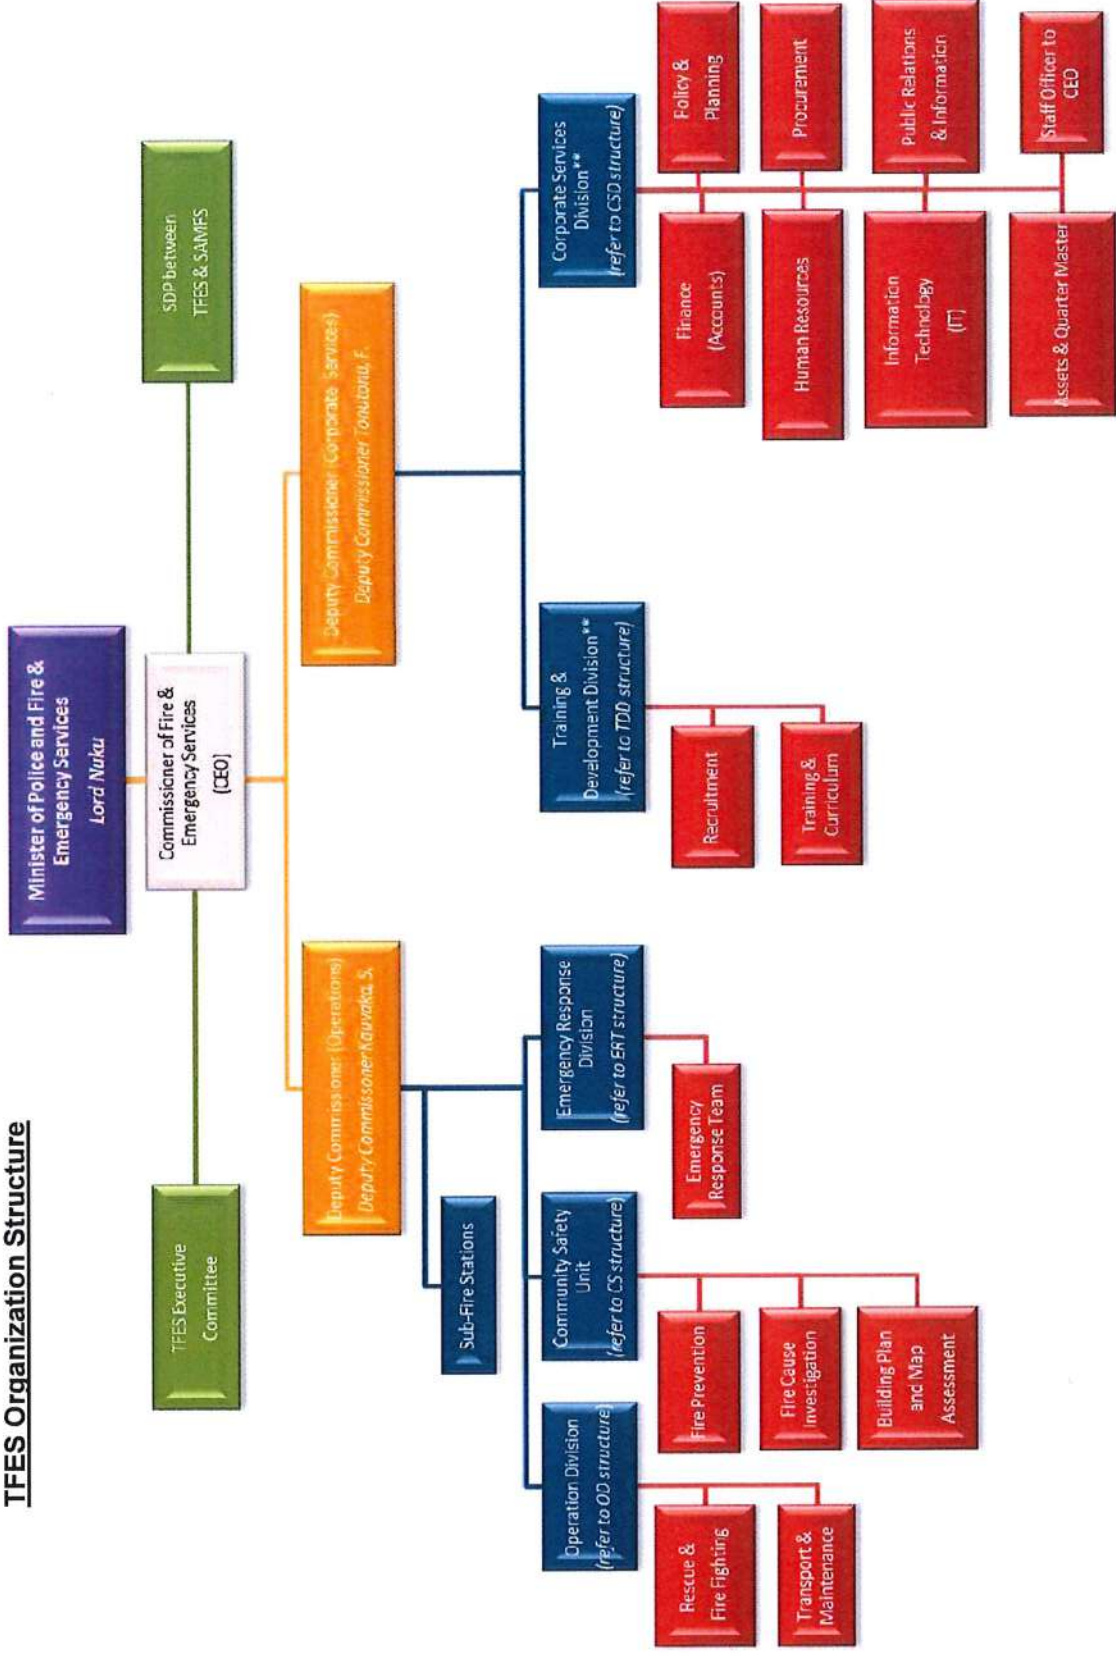 TFES Organization Structure
Minister of Police and Fire &
Emergency Services
Lord Nuku
TFES Executive
Committee
Commissioner of Fire &
Emergency Services
(CEO)
SDP between
TFES & SAMFS
Deputy Commissioner (Operations)
Deputy Commissoner Kauvaka, S.
Deputy Commissioner (Corporate Services)
Deputy Commissioner
Sub-Fire Stations
Operation Division
(refer to OD structure)
Community Safety
Unit
(refer to CS structure)
Emergency Response
Division
(refer to ERT structure)
Training &
Development Division**
(refer to TDD structure)
Corporate Services
Division**
(refer to CSD structure)
Rescue &
Fire Fighting
Transport &
Maintenance
Fire Prevention
Fire Cause
Investigation
Building Plan
and Map
Assessment
Emergency
Response Team
Recruitment
Training &
Curriculum
Finance
(Accounts)
Policy &
Planning
Human Resources
Procurement
Information
Technology
(IT)
Public Relations
& Information
Assets & Quarter Master
Staff Officer to
CEO